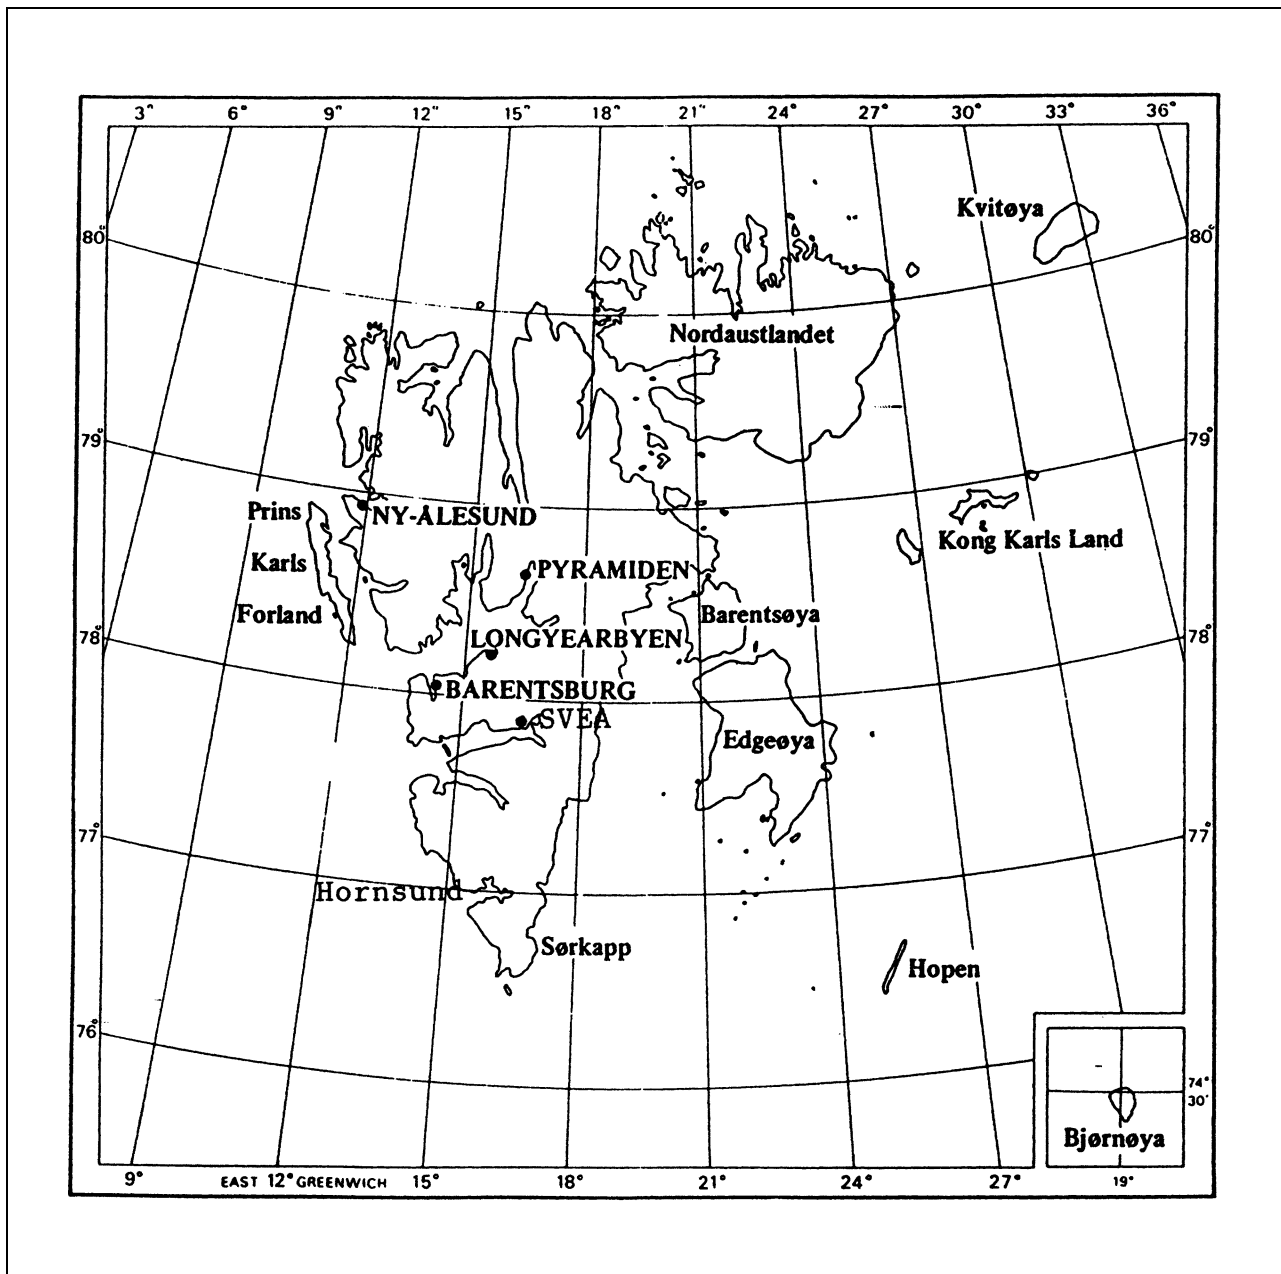 3° 6° 9° 12° 15° 18° 21° 24° 27° 30° 33° 36°
Kvitøya
80° 80°
Nordaustlandet
79° 79°
Prins NY-ÅLESUND
Kong Karls Land
Karls PYRAMIDEN
Forland Barentsøya
78° LONGYEARBYEN 78°
BARENTSBURG
SVEA
Edgeøya
77° 77°
Hornsund
Sørkapp
Hopen
76°
74°
30'
Bjørnøya
9° EAST 12° GREENWICH 15° 18° 21° 24° 27° 19°